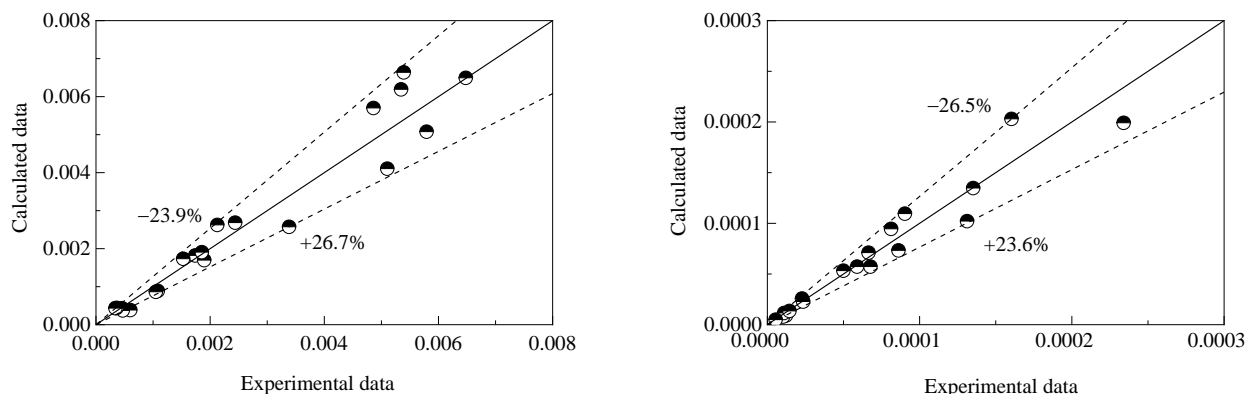 0.008
0.006
0.004
0.002
0.000
Calculated data
−23.9%
+26.7%
0.000 0.002 0.004 0.006 0.008
Experimental data
0.0003
0.0002
0.0001
0.0000
Calculated data
−26.5%
+23.6%
0.0000 0.0001 0.0002 0.0003
Experimental data